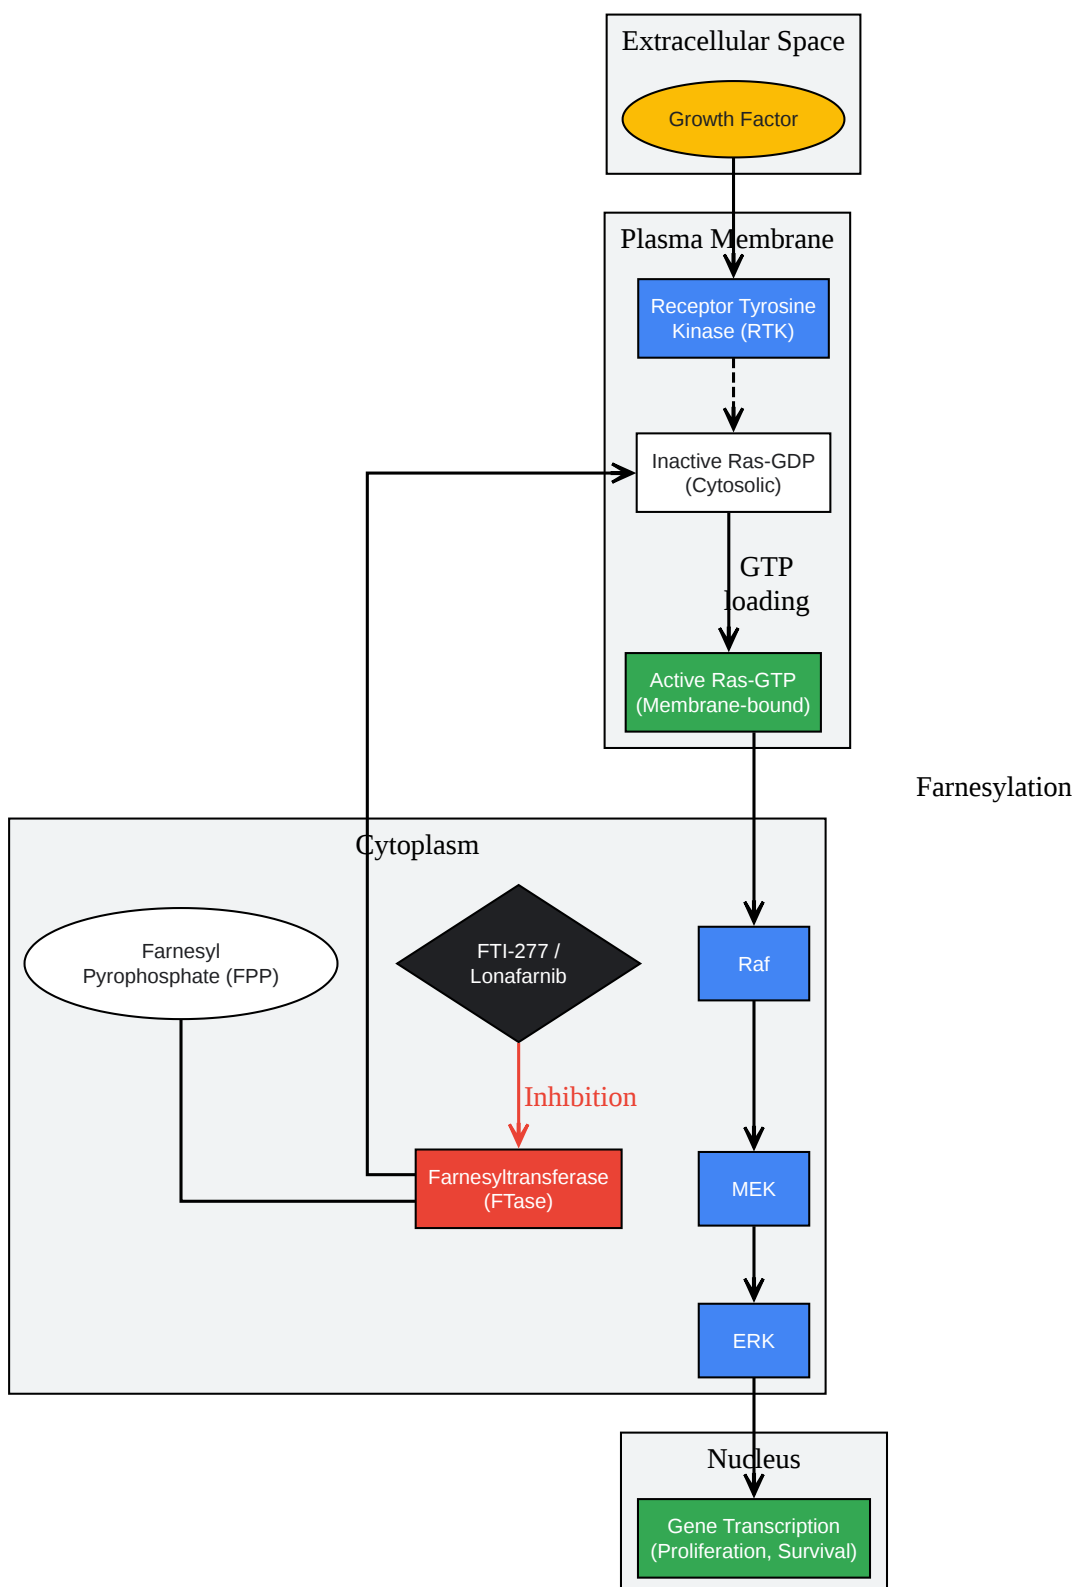 Extracellular Space
Growth Factor
Plasma Membrane
Receptor Tyrosine
Kinase (RTK)
Inactive Ras-GDP
(Cytosolic)
GTP
loading
Active Ras-GTP
(Membrane-bound)
Farnesylation
Cytoplasm
Farnesyl
Pyrophosphate (FPP)
FTI-277 /
Lonafarnib
Raf
Inhibition
Farnesyltransferase
(FTase)
MEK
ERK
Nucleus
Gene Transcription
(Proliferation, Survival)